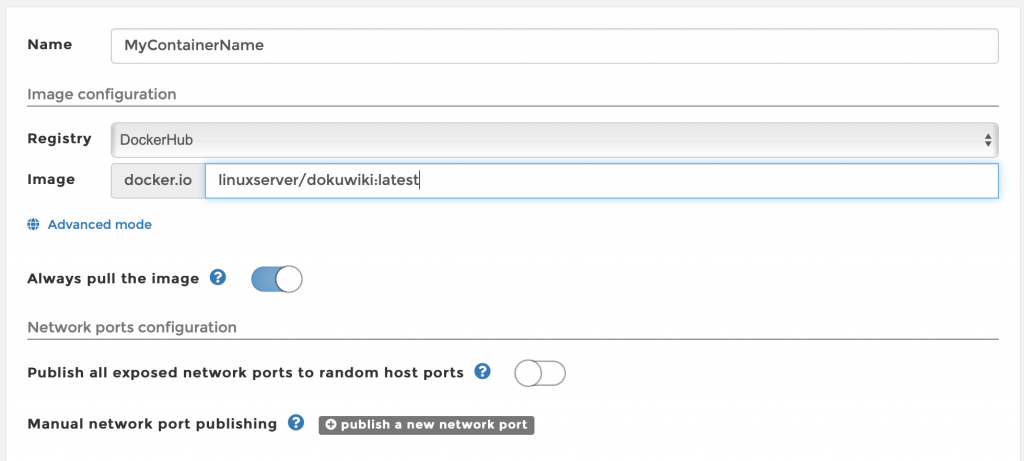 Name MyContainerName
Image configuration
Registry DockerHub
Image docker.io linuxserver/dokuwiki:latest
Advanced mode
Always pull the image ?
Network ports configuration
Publish all exposed network ports to random host ports ?
Manual network port publishing ? publish a new network port